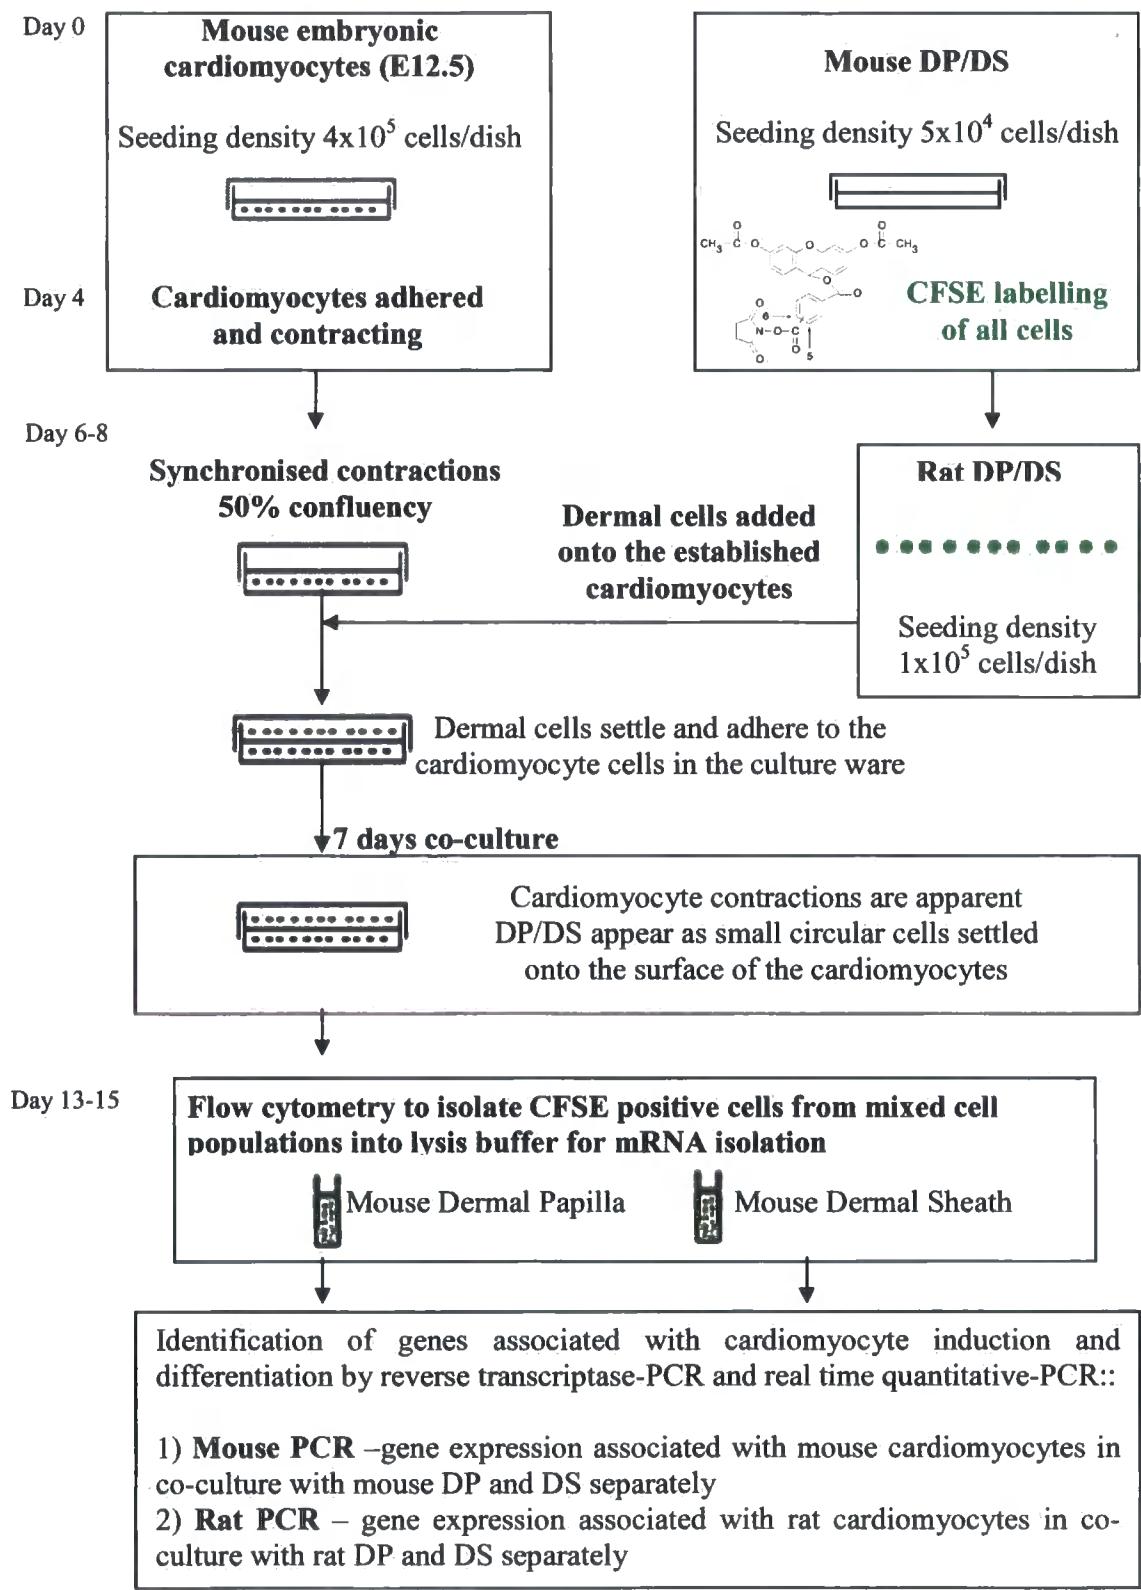 Day 0
Mouse embryonic
cardiomyocytes (E12.5)
Seeding density 4x10⁵ cells/dish
Day 4
Cardiomyocytes adhered
and contracting
Mouse DP/DS
Seeding density 5x10⁴ cells/dish
O
CH₃-C-O
O
O-C-CH₃
O
O
O
O
6
N-O-C
O
O
5
CFSE labelling
of all cells
Day 6-8
Synchronised contractions
50% confluency
Dermal cells added
onto the established
cardiomyocytes
Rat DP/DS
Seeding density
1x10⁵ cells/dish
Dermal cells settle and adhere to the
cardiomyocyte cells in the culture ware
7 days co-culture
Cardiomyocyte contractions are apparent
DP/DS appear as small circular cells settled
onto the surface of the cardiomyocytes
Day 13-15
Flow cytometry to isolate CFSE positive cells from mixed cell
populations into lysis buffer for mRNA isolation
Mouse Dermal Papilla
Mouse Dermal Sheath
Identification of genes associated with cardiomyocyte induction and
differentiation by reverse transcriptase-PCR and real time quantitative-PCR::
1) Mouse PCR –gene expression associated with mouse cardiomyocytes in
co-culture with mouse DP and DS separately
2) Rat PCR – gene expression associated with rat cardiomyocytes in co-
culture with rat DP and DS separately